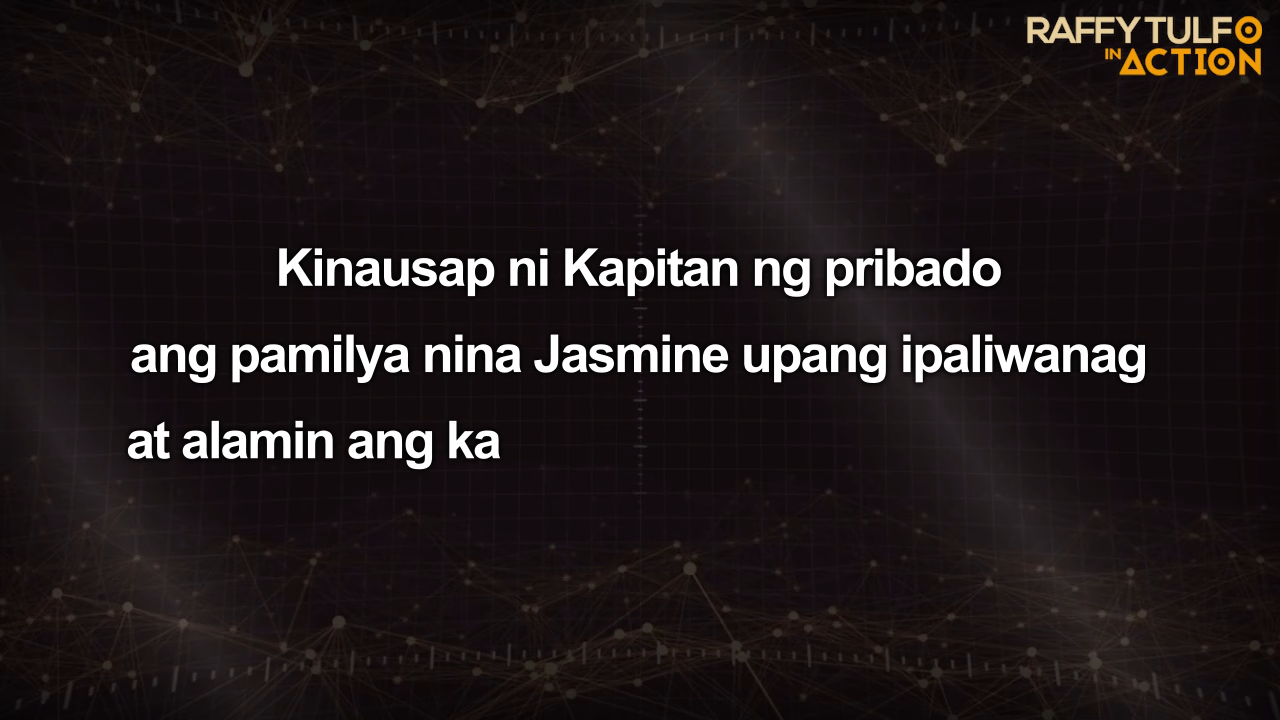 RAFFY TULFO
IN ACTION
Kinausap ni Kapitan ng pribado
ang pamilya nina Jasmine upang ipaliwanag
at alamin ang ka